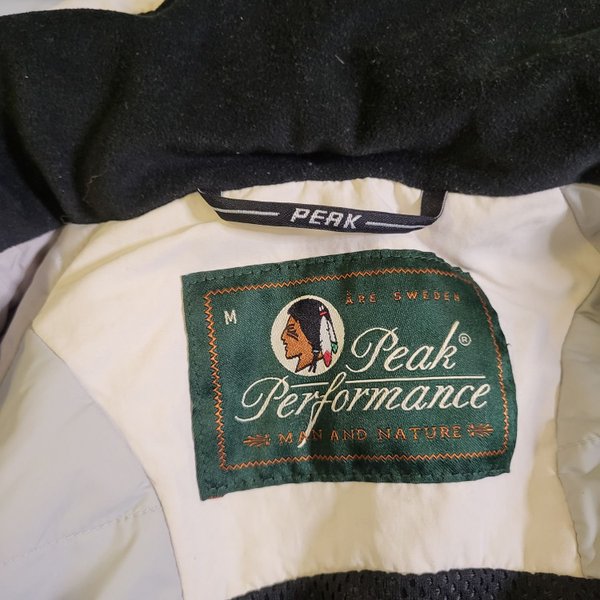 PEAK
ÅRE SWEDEN
M
Peak®
Performance
MAN AND NATURE